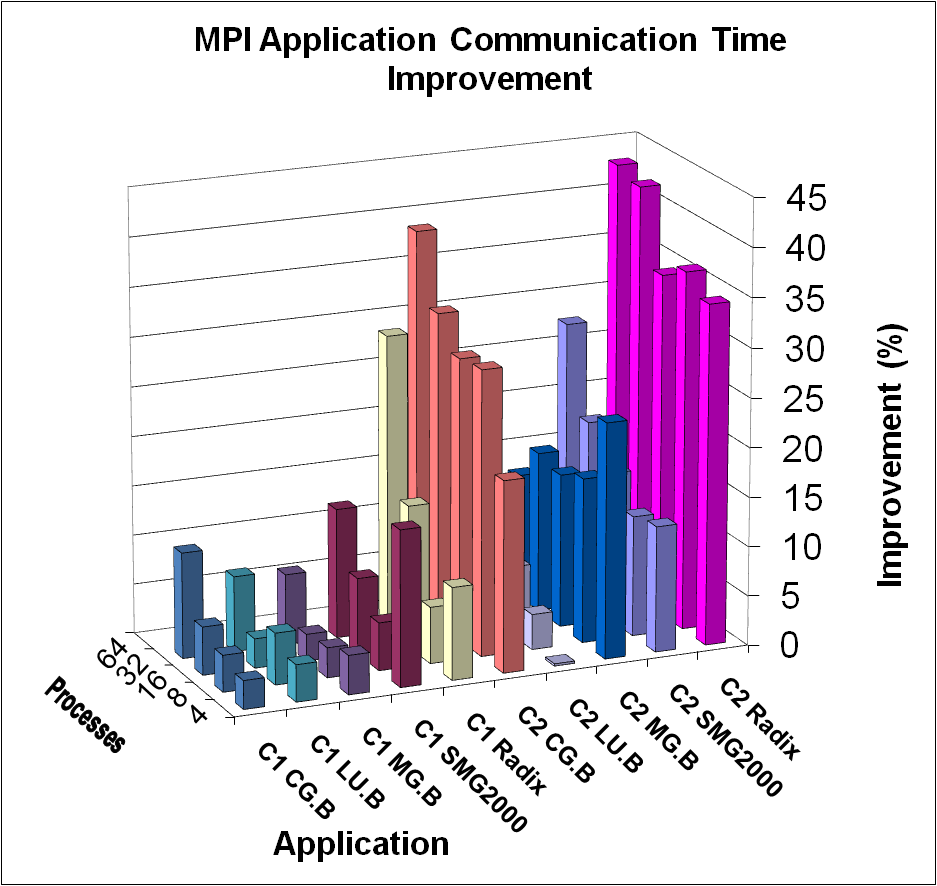 MPI Application Communication Time
Improvement
45
40
35
30
25
20
15
10
5
0
Improvement (%)
64
32
16
8
4
Processes
C1 CG.B
C1 LU.B
C1 MG.B
C1 SMG2000
C1 Radix
C2 CG.B
C2 LU.B
C2 MG.B
C2 SMG2000
C2 Radix
Application